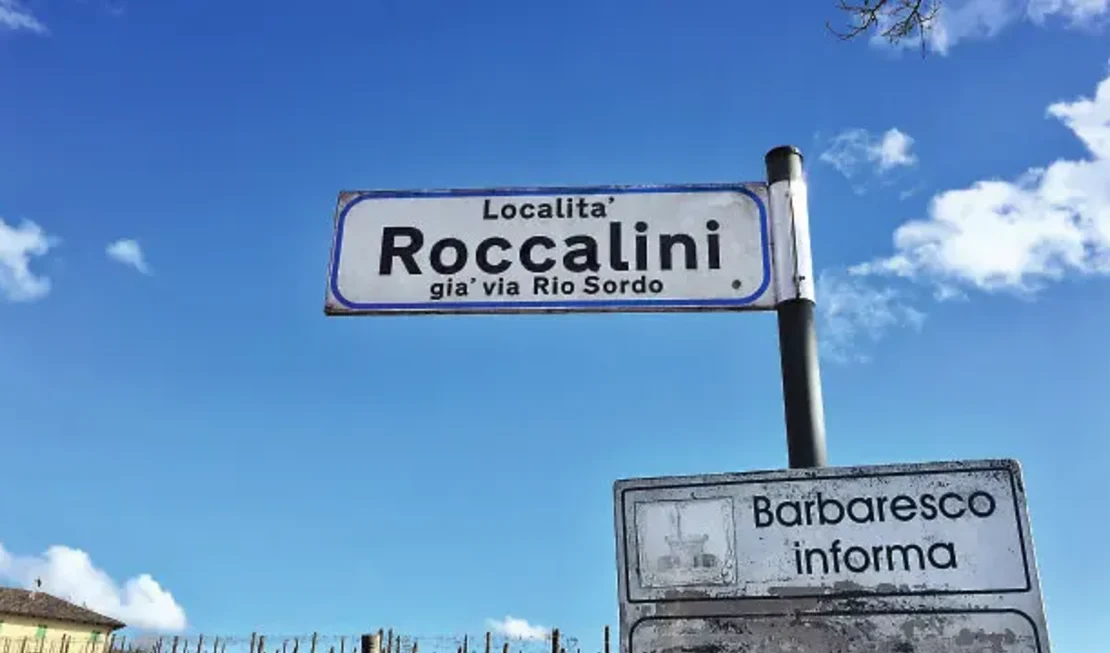 Localita'
Roccalini
gia' via Rio Sordo
Barbaresco
informa